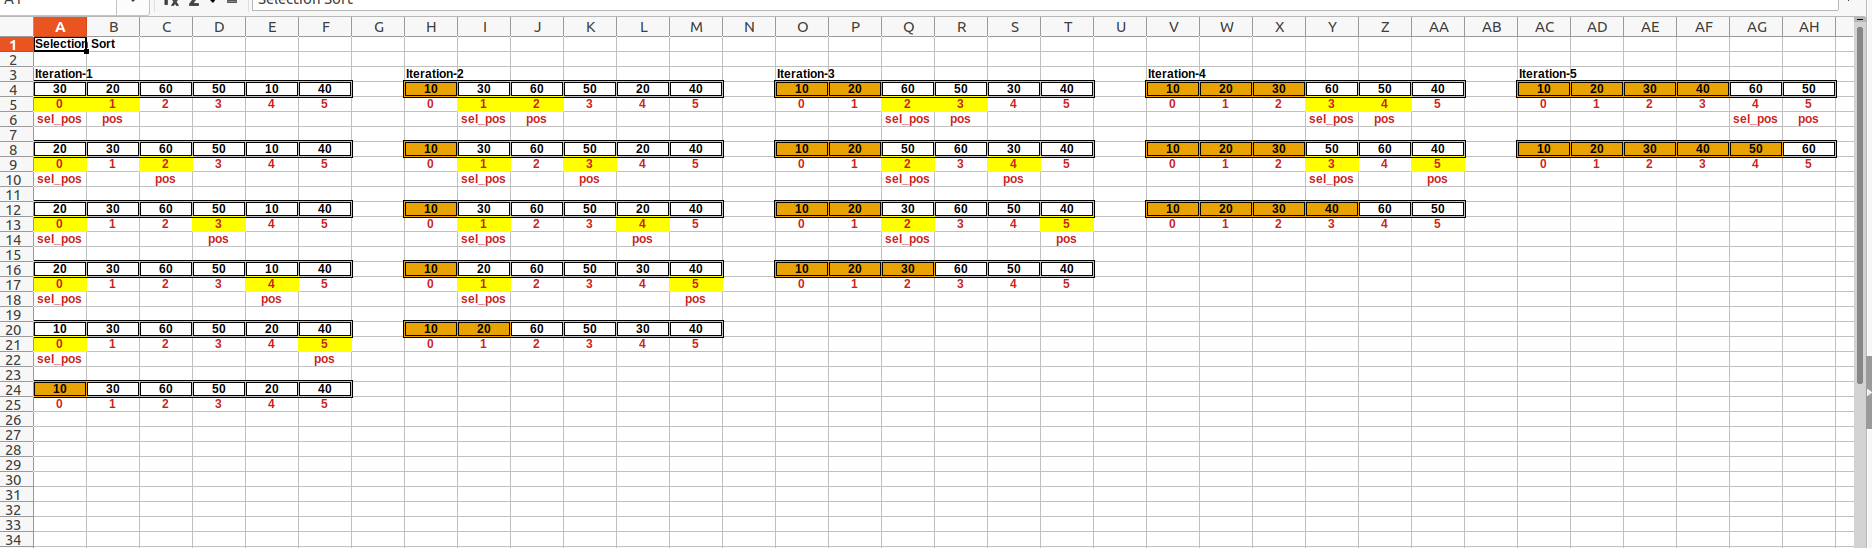 A B C D E F G H I J K L M N O P Q R S T U V W X Y Z AA AB AC AD AE AF AG AH
1 Selection Sort
2
3 Iteration-1 Iteration-2 Iteration-3 Iteration-4 Iteration-5
4 30 20 60 50 10 40 10 30 60 50 20 40 10 20 60 50 30 40 10 20 30 60 50 40 10 20 30 40 60 50
5 0 1 2 3 4 5 0 1 2 3 4 5 0 1 2 3 4 5 0 1 2 3 4 5 0 1 2 3 4 5
6 sel_pos pos sel_pos pos sel_pos pos sel_pos pos sel_pos pos
7
8 20 30 60 50 10 40 10 30 60 50 20 40 10 20 50 60 30 40 10 20 30 50 60 40 10 20 30 40 50 60
9 0 1 2 3 4 5 0 1 2 3 4 5 0 1 2 3 4 5 0 1 2 3 4 5 0 1 2 3 4 5
10 sel_pos pos sel_pos pos sel_pos pos sel_pos pos
11
12 20 30 60 50 10 40 10 30 60 50 20 40 10 20 30 60 50 40 10 20 30 40 60 50
13 0 1 2 3 4 5 0 1 2 3 4 5 0 1 2 3 4 5 0 1 2 3 4 5
14 sel_pos pos sel_pos pos sel_pos pos
15
16 20 30 60 50 10 40 10 20 60 50 30 40 10 20 30 60 50 40
17 0 1 2 3 4 5 0 1 2 3 4 5 0 1 2 3 4 5
18 sel_pos pos sel_pos pos
19
20 10 30 60 50 20 40 10 20 60 50 30 40
21 0 1 2 3 4 5 0 1 2 3 4 5
22 sel_pos pos
23
24 10 30 60 50 20 40
25 0 1 2 3 4 5
26
27
28
29
30
31
32
33
34